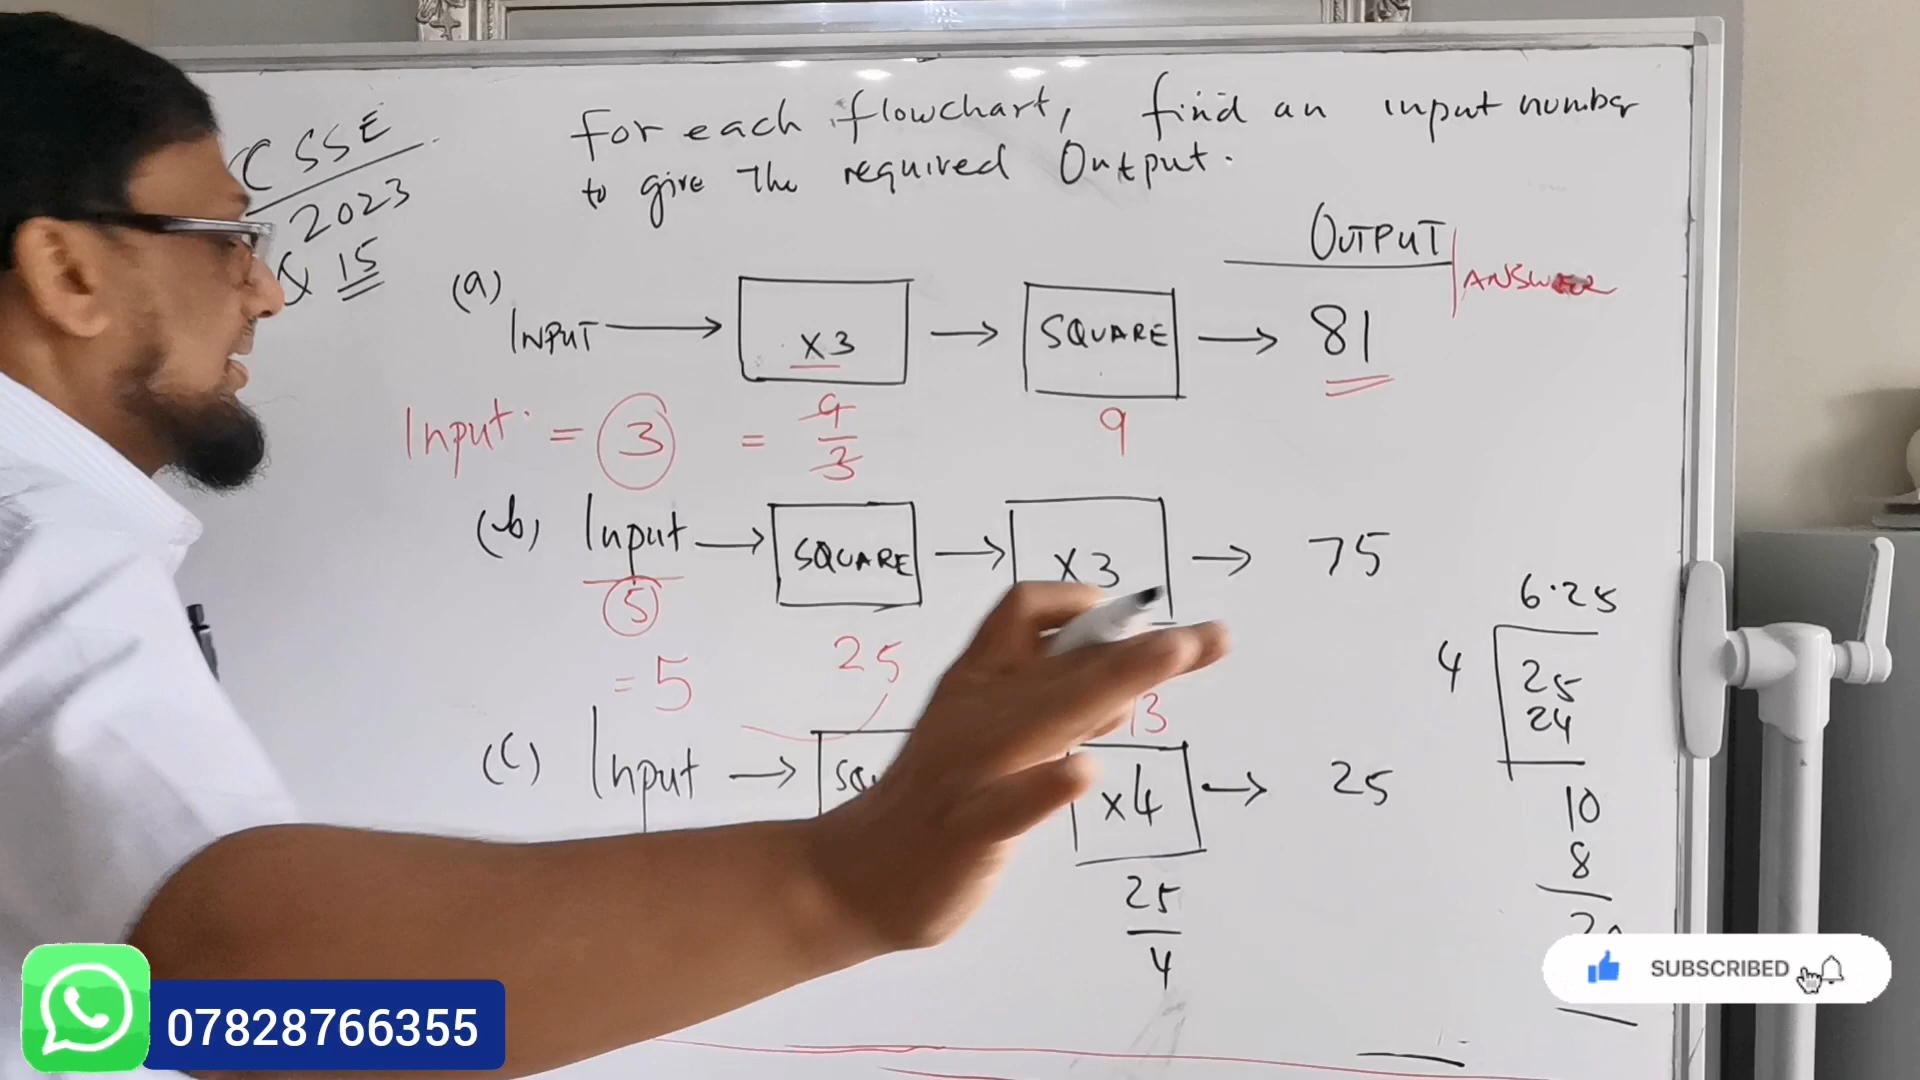 CSSE
2023
Q 15
For each flowchart, find an input number
to give the required Output.
OUTPUT
ANSWER
(a)
INPUT → x3 → SQUARE → 81
Input = 3 = 9/3 9
(b) Input → SQUARE → x3 → 75
5
= 5 25
(c) Input → x4 → 25
25
4
6.25
4 25
24
10
8
07828766355
SUBSCRIBED